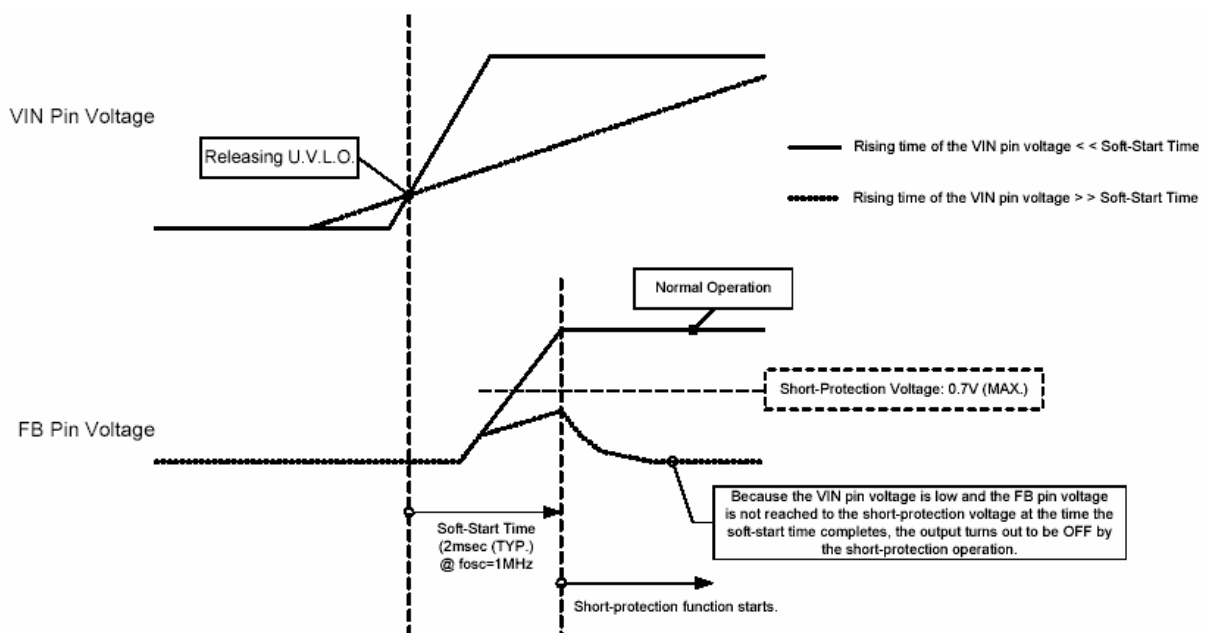 VIN Pin Voltage
Releasing U.V.L.O.
Rising time of the VIN pin voltage < < Soft-Start Time
Rising time of the VIN pin voltage > > Soft-Start Time
Normal Operation
Short-Protection Voltage: 0.7V (MAX.)
FB Pin Voltage
Because the VIN pin voltage is low and the FB pin voltage
is not reached to the short-protection voltage at the time the
soft-start time completes, the output turns out to be OFF by
the short-protection operation.
Soft-Start Time
(2msec (TYP.)
@ fosc=1MHz
Short-protection function starts.